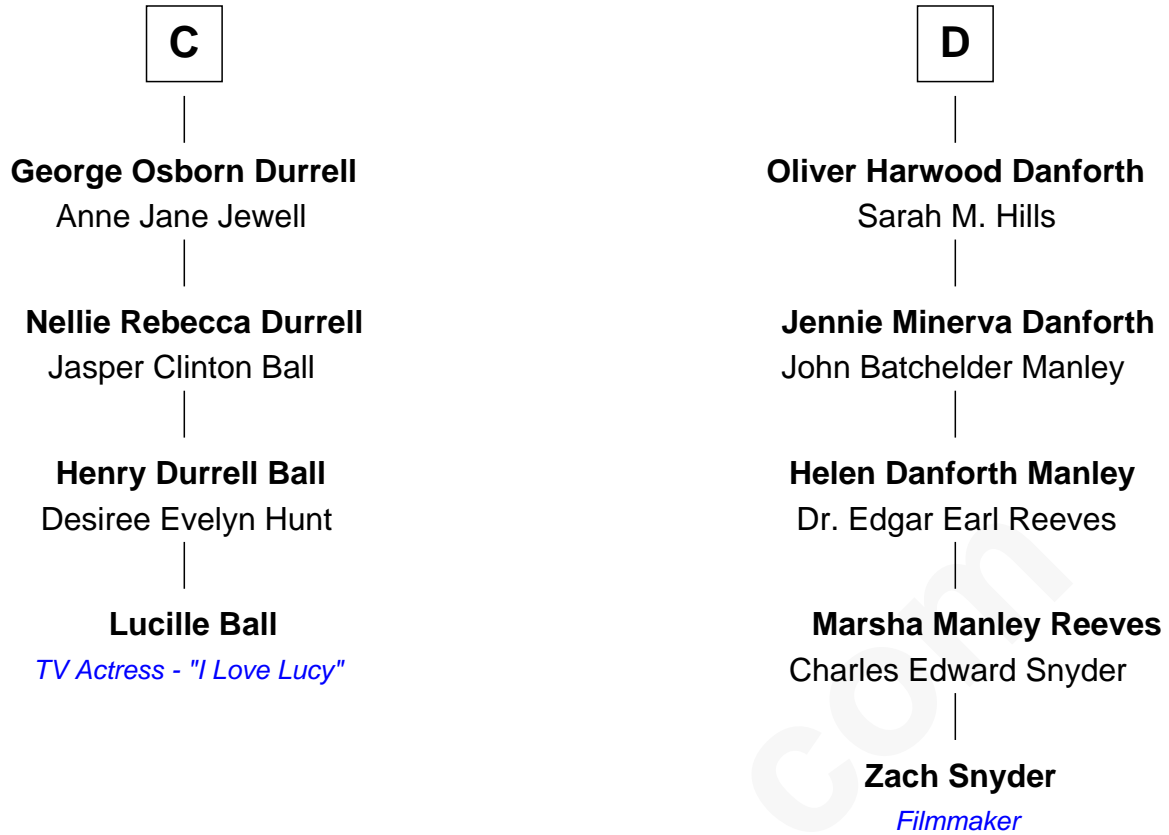 C
George Osborn Durrell
Anne Jane Jewell
Nellie Rebecca Durrell
Jasper Clinton Ball
Henry Durrell Ball
Desiree Evelyn Hunt
Lucille Ball
TV Actress - "I Love Lucy"
D
Oliver Harwood Danforth
Sarah M. Hills
Jennie Minerva Danforth
John Batchelder Manley
Helen Danforth Manley
Dr. Edgar Earl Reeves
Marsha Manley Reeves
Charles Edward Snyder
Zach Snyder
Filmmaker
com